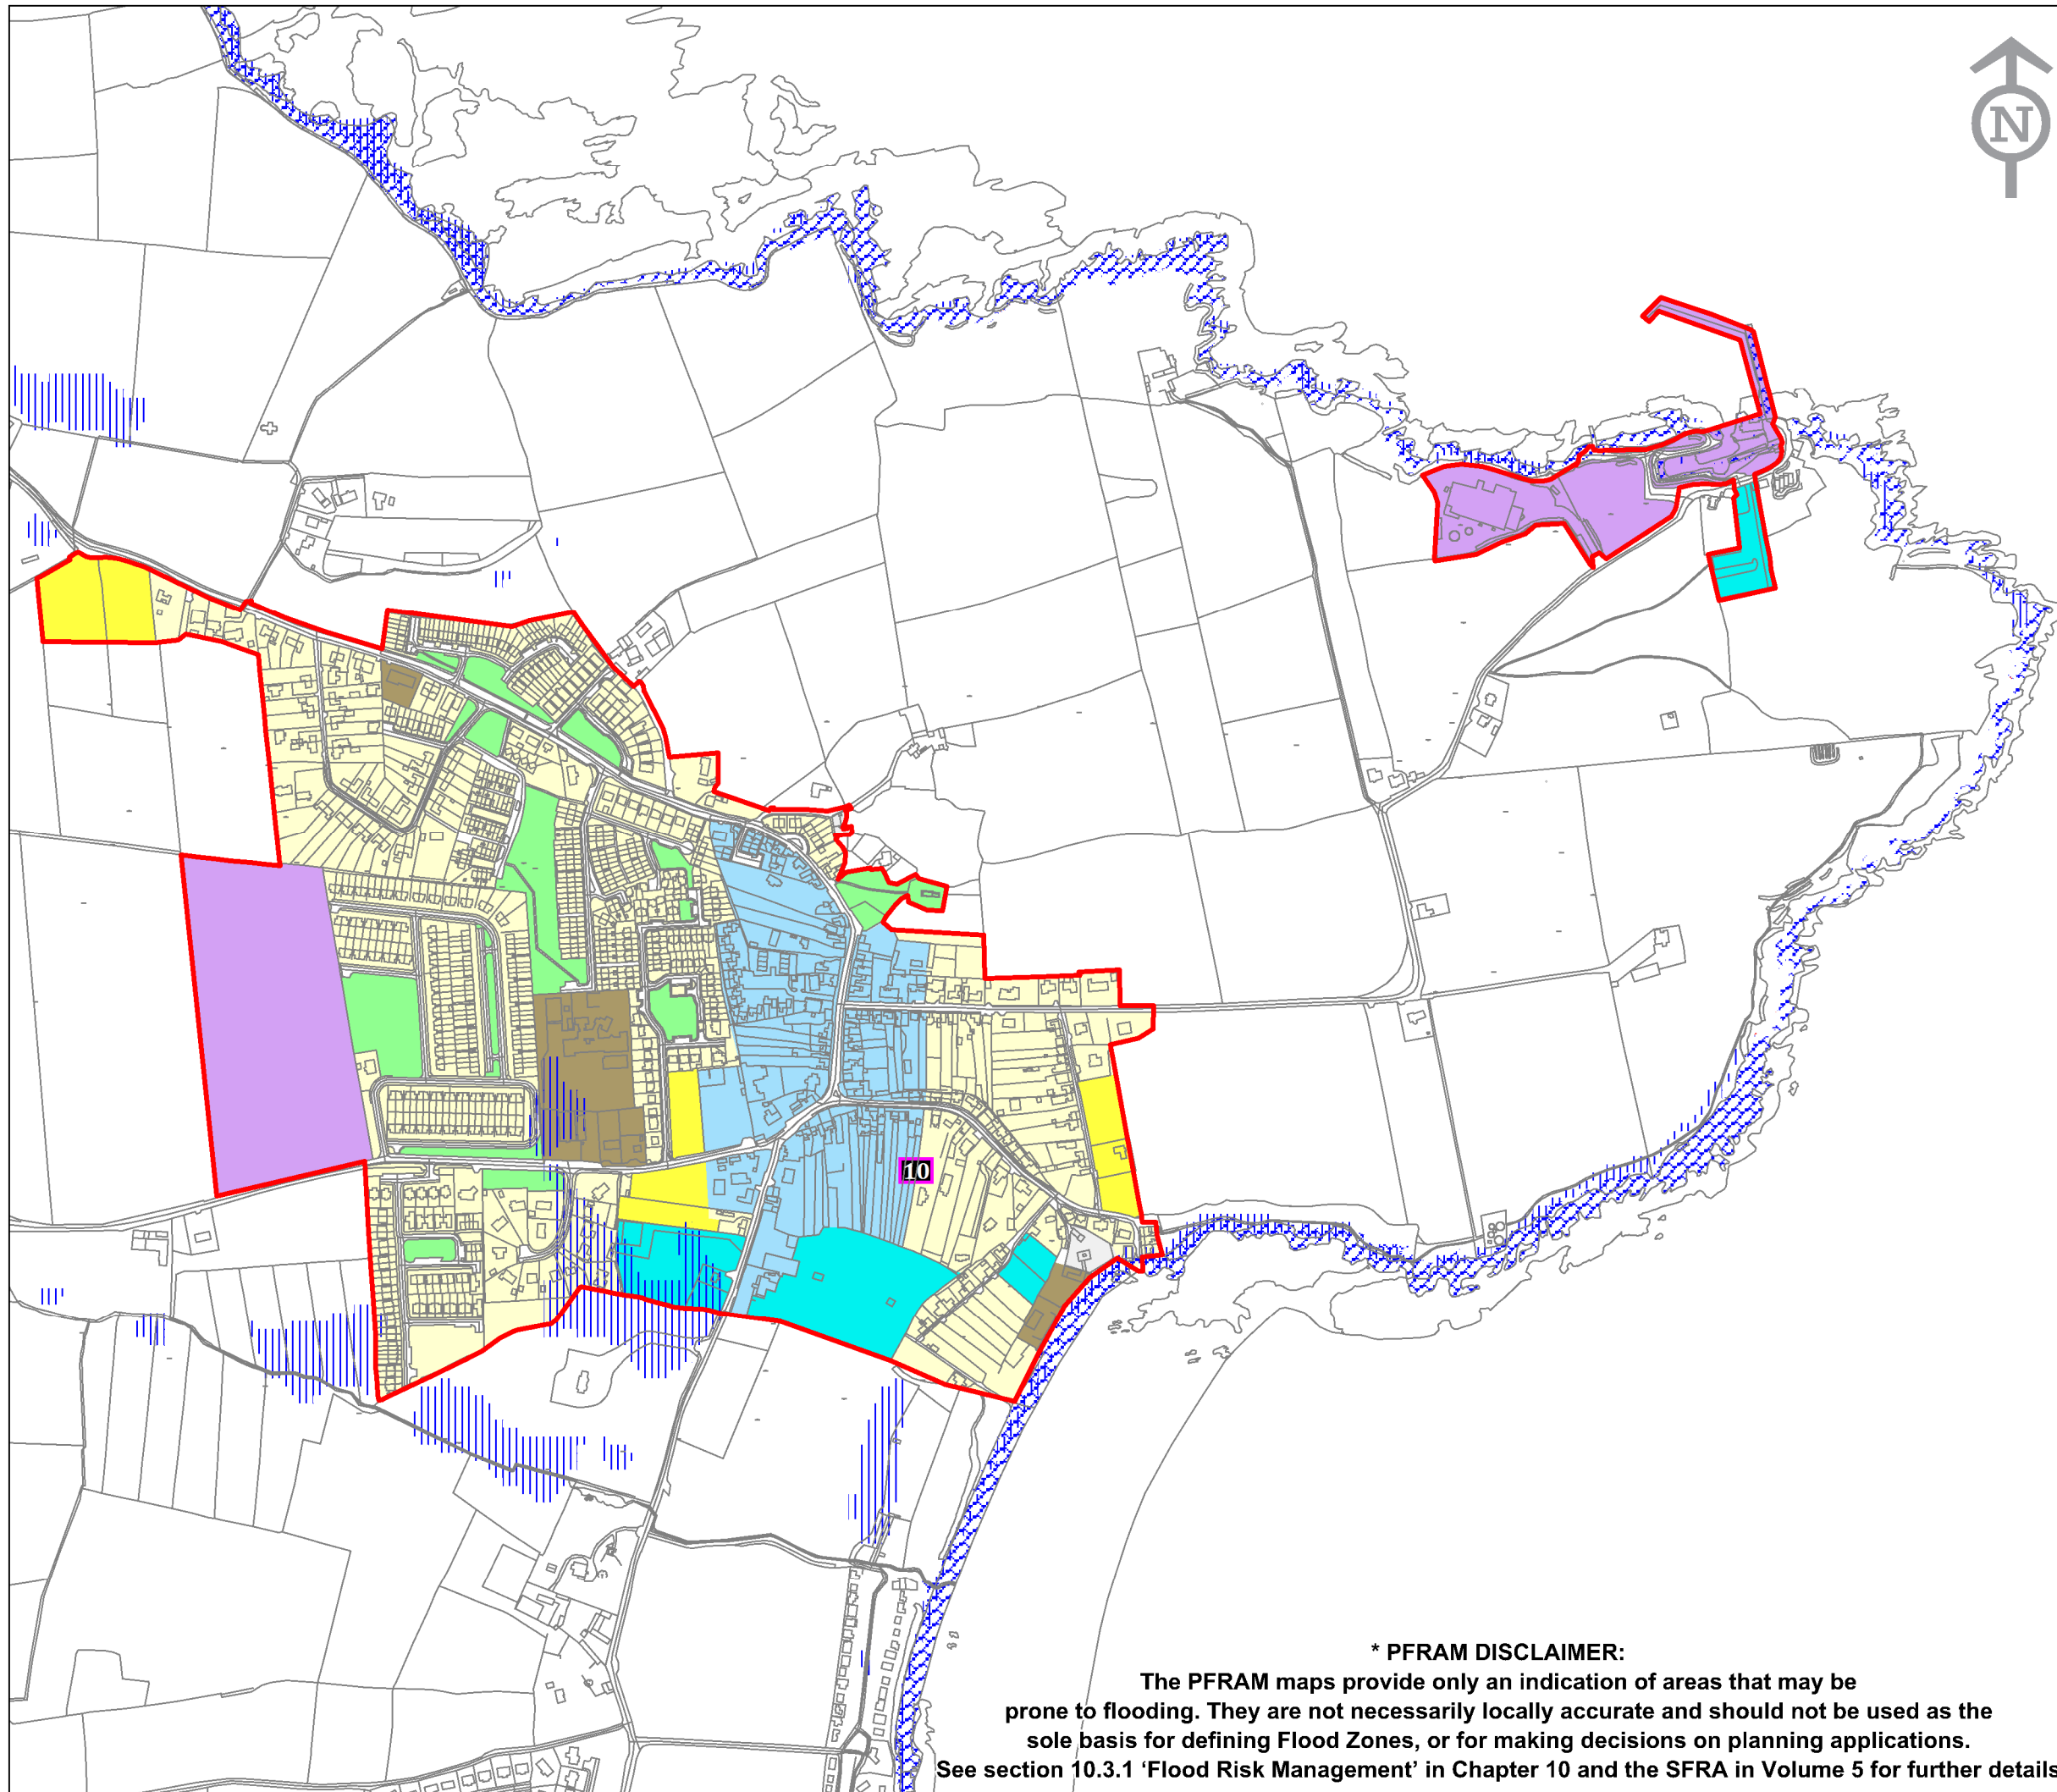 N
10
* PFRAM DISCLAIMER:
The PFRAM maps provide only an indication of areas that may be
prone to flooding. They are not necessarily locally accurate and should not be used as the
sole basis for defining Flood Zones, or for making decisions on planning applications.
See section 10.3.1 ‘Flood Risk Management’ in Chapter 10 and the SFRA in Volume 5 for further details